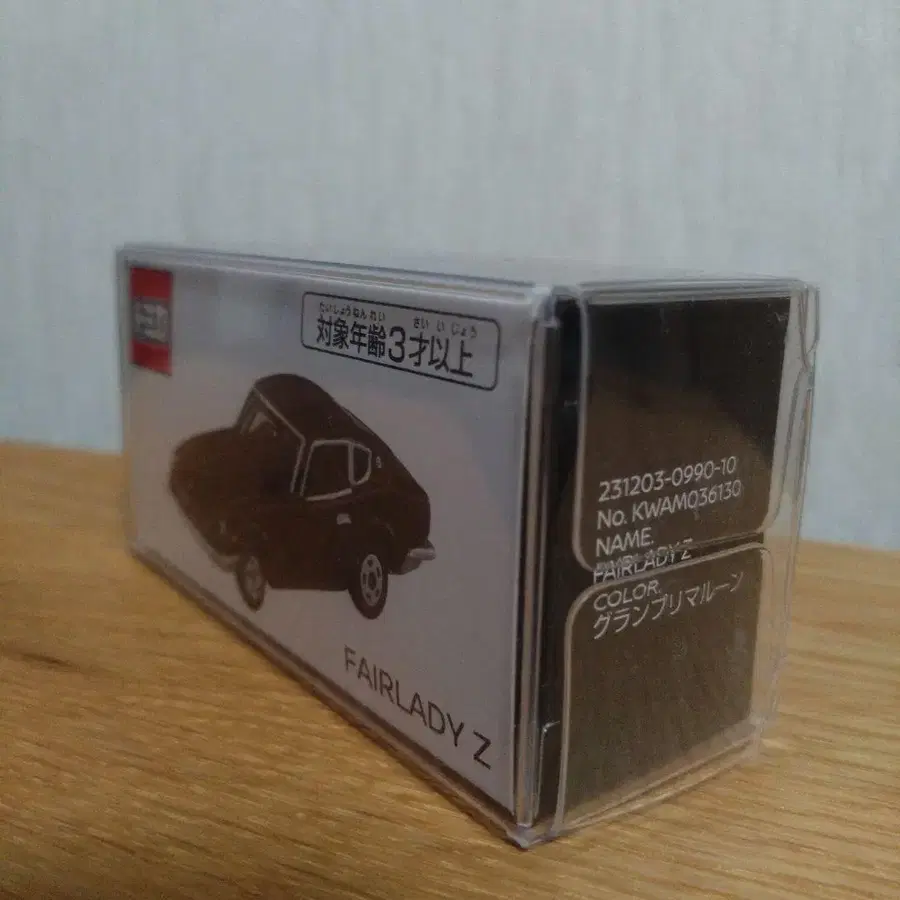 たいしょうねんれい さい いじょう
対象年齢3才以上
FAIRLADY Z
231203-0990-10
No. KWAM036130
NAME.
FAIRLADY Z
COLOR.
グランプリマルーン